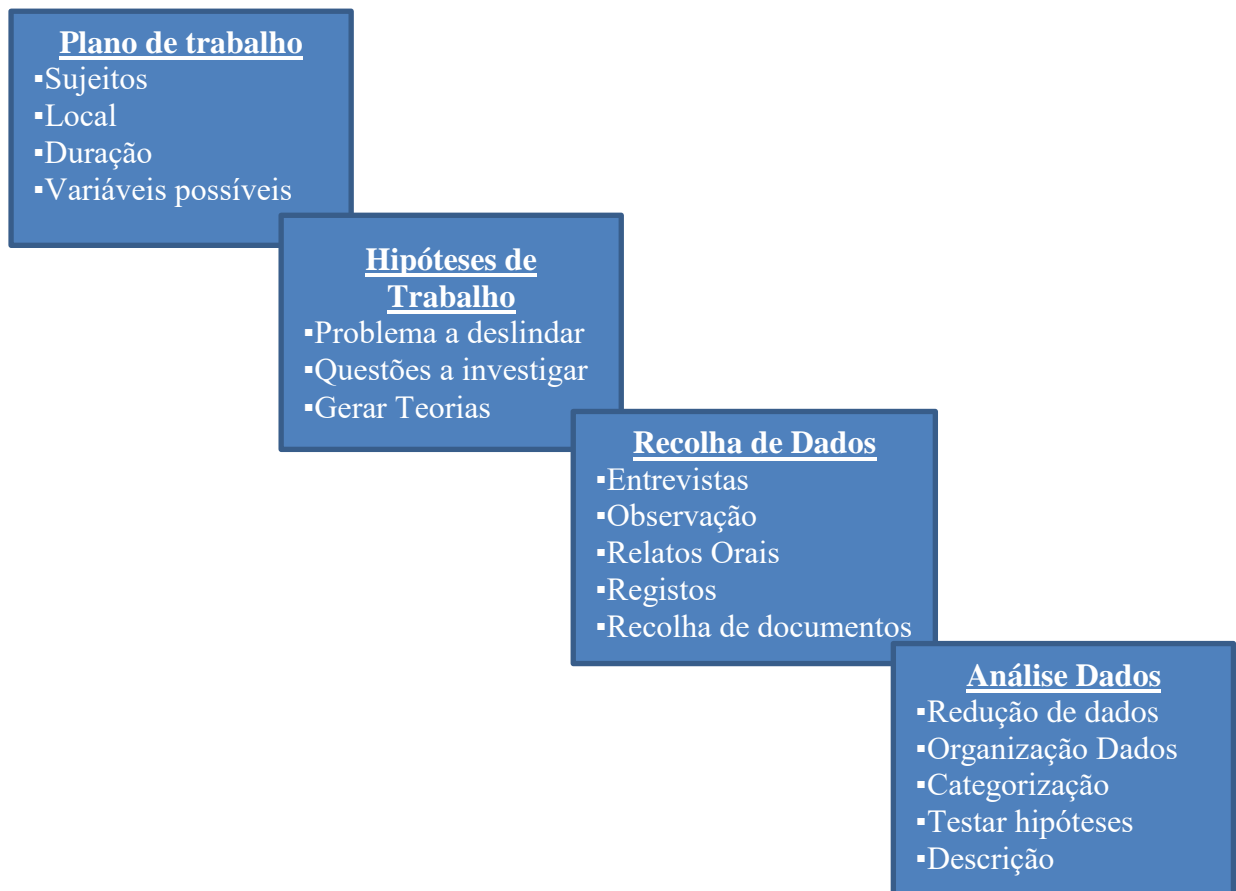 Plano de trabalho
▪Sujeitos
▪Local
▪Duração
▪Variáveis possíveis
Hipóteses de
Trabalho
▪Problema a deslindar
▪Questões a investigar
▪Gerar Teorias
Recolha de Dados
▪Entrevistas
▪Observação
▪Relatos Orais
▪Registos
▪Recolha de documentos
Análise Dados
▪Redução de dados
▪Organização Dados
▪Categorização
▪Testar hipóteses
▪Descrição